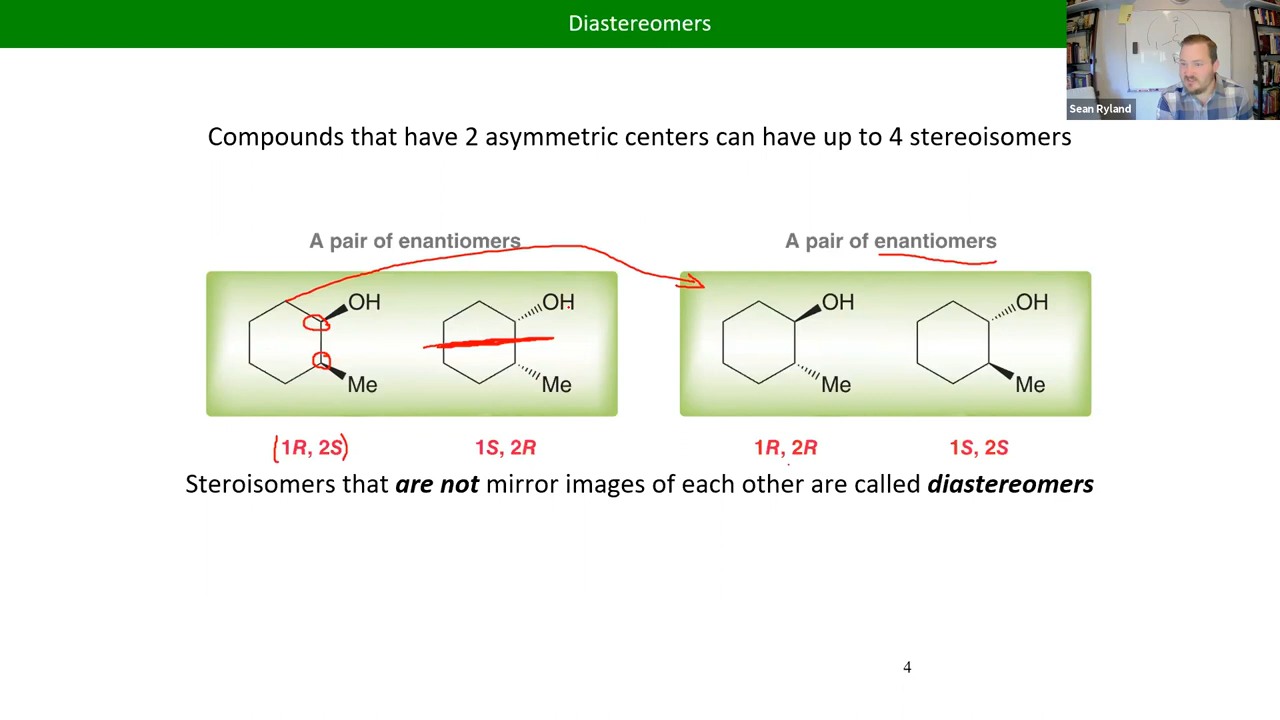 Diastereomers
Sean Ryland
Compounds that have 2 asymmetric centers can have up to 4 stereoisomers
A pair of enantiomers A pair of enantiomers
OH OH OH OH
Me Me Me Me
(1R, 2S) 1S, 2R 1R, 2R 1S, 2S
Steroisomers that are not mirror images of each other are called diastereomers
4